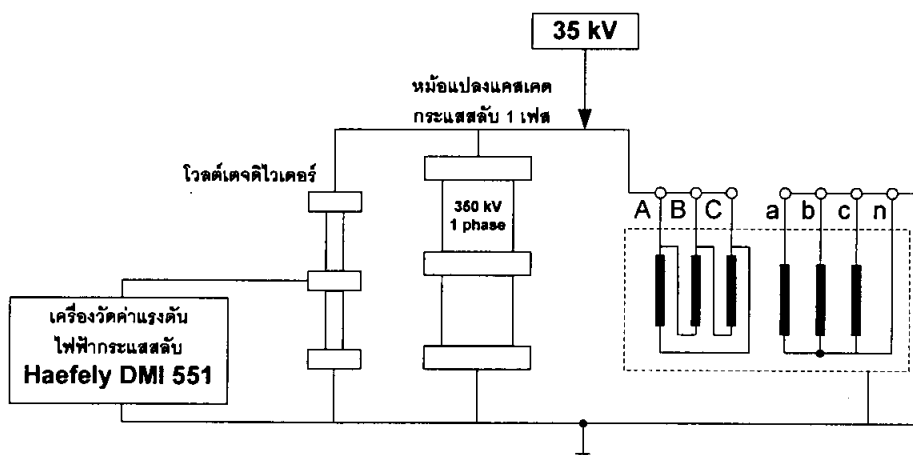 35 kV
หม้อแปลงแคสเคด
กระแสสลับ 1 เฟส
โวลต์เตจดิไวเดอร์
350 kV
1 phase
A B C a b c n
เครื่องวัดค่าแรงดัน
ไฟฟ้ากระแสสลับ
Haefely DMI 551